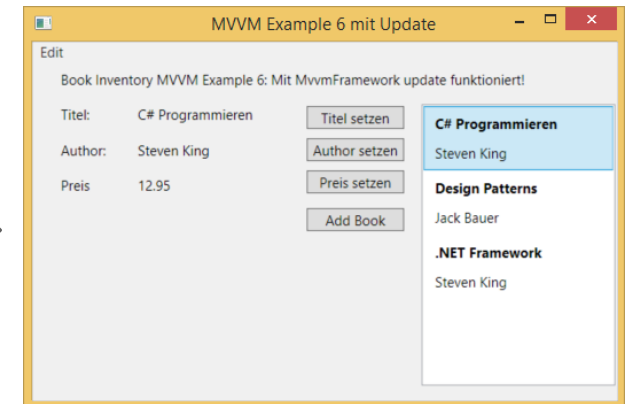 MVVM Example 6 mit Update
Edit
Book Inventory MVVM Example 6: Mit MvvmFramework update funktioniert!
Titel: C# Programmieren
Author: Steven King
Preis 12.95
Titel setzen
Author setzen
Preis setzen
Add Book
C# Programmieren
Steven King
Design Patterns
Jack Bauer
.NET Framework
Steven King